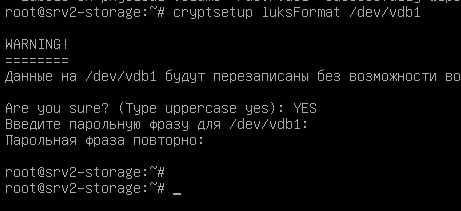 root@srv2-storage:~# cryptsetup luksFormat /dev/vdb1
WARNING!
========
Данные на /dev/vdb1 будут перезаписаны без возможности во
Are you sure? (Type uppercase yes): YES
Введите парольную фразу для /dev/vdb1:
Парольная фраза повторно:
root@srv2-storage:~#
root@srv2-storage:~# _